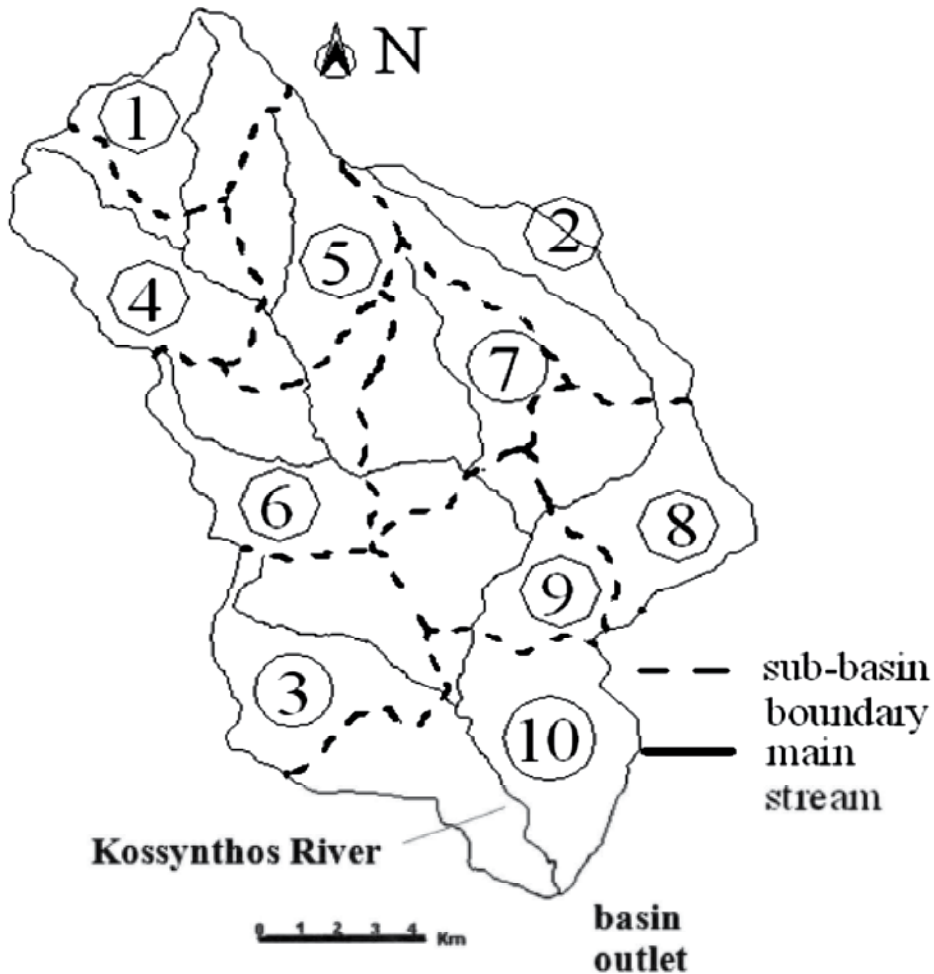 N
1
2
5
4
7
6
8
9
3
sub-basin
boundary
10
main
stream
Kossynthos River
basin
outlet
0 1 2 3 4 Km